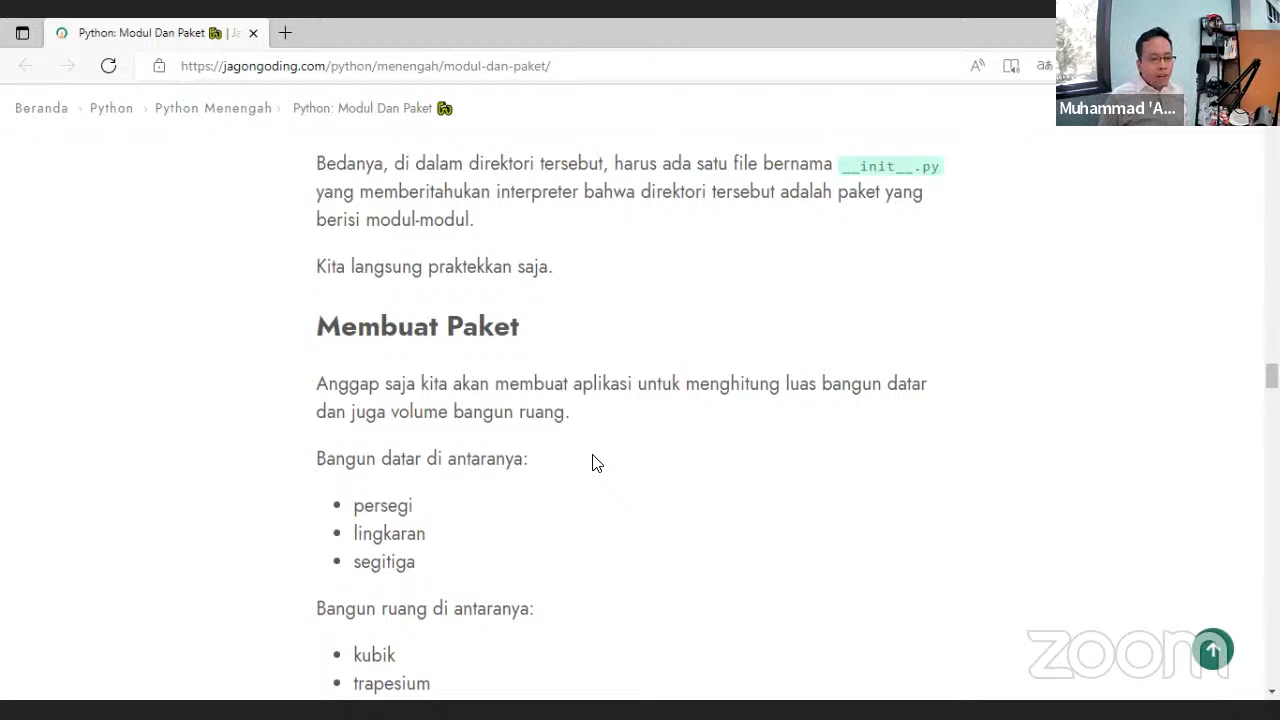 Python: Modul Dan Paket
https://jagongoding.com/python/menengah/modul-dan-paket/
Muhammad 'A...
Beranda > Python > Python Menengah > Python: Modul Dan Paket
Bedanya, di dalam direktori tersebut, harus ada satu file bernama __init__.py
yang memberitahukan interpreter bahwa direktori tersebut adalah paket yang
berisi modul-modul.
Kita langsung praktekkan saja.
Membuat Paket
Anggap saja kita akan membuat aplikasi untuk menghitung luas bangun datar
dan juga volume bangun ruang.
Bangun datar di antaranya:
• persegi
• lingkaran
• segitiga
Bangun ruang di antaranya:
• kubik
• trapesium
zoom